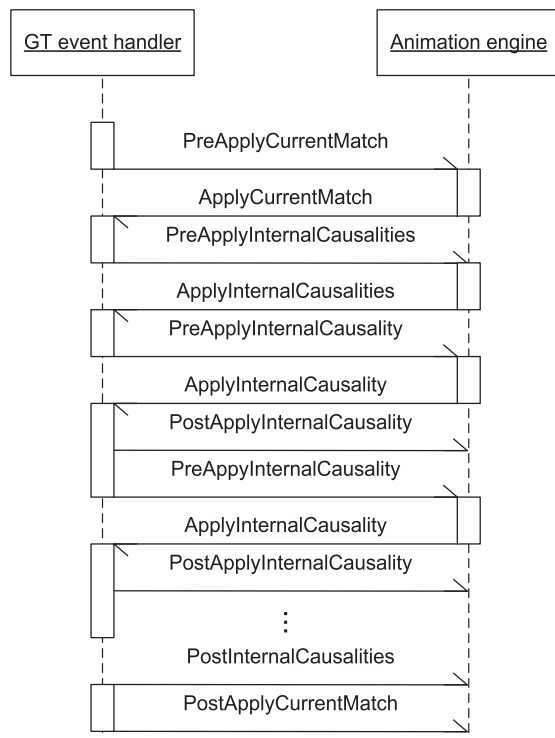 GT event handler
Animation engine
PreApplyCurrentMatch
ApplyCurrentMatch
PreApplyInternalCausalities
ApplyInternalCausalities
PreApplyInternalCausality
ApplyInternalCausality
PostApplyInternalCausality
PreAppyInternalCausality
ApplyInternalCausality
PostApplyInternalCausality
⋮
PostInternalCausalities
PostApplyCurrentMatch